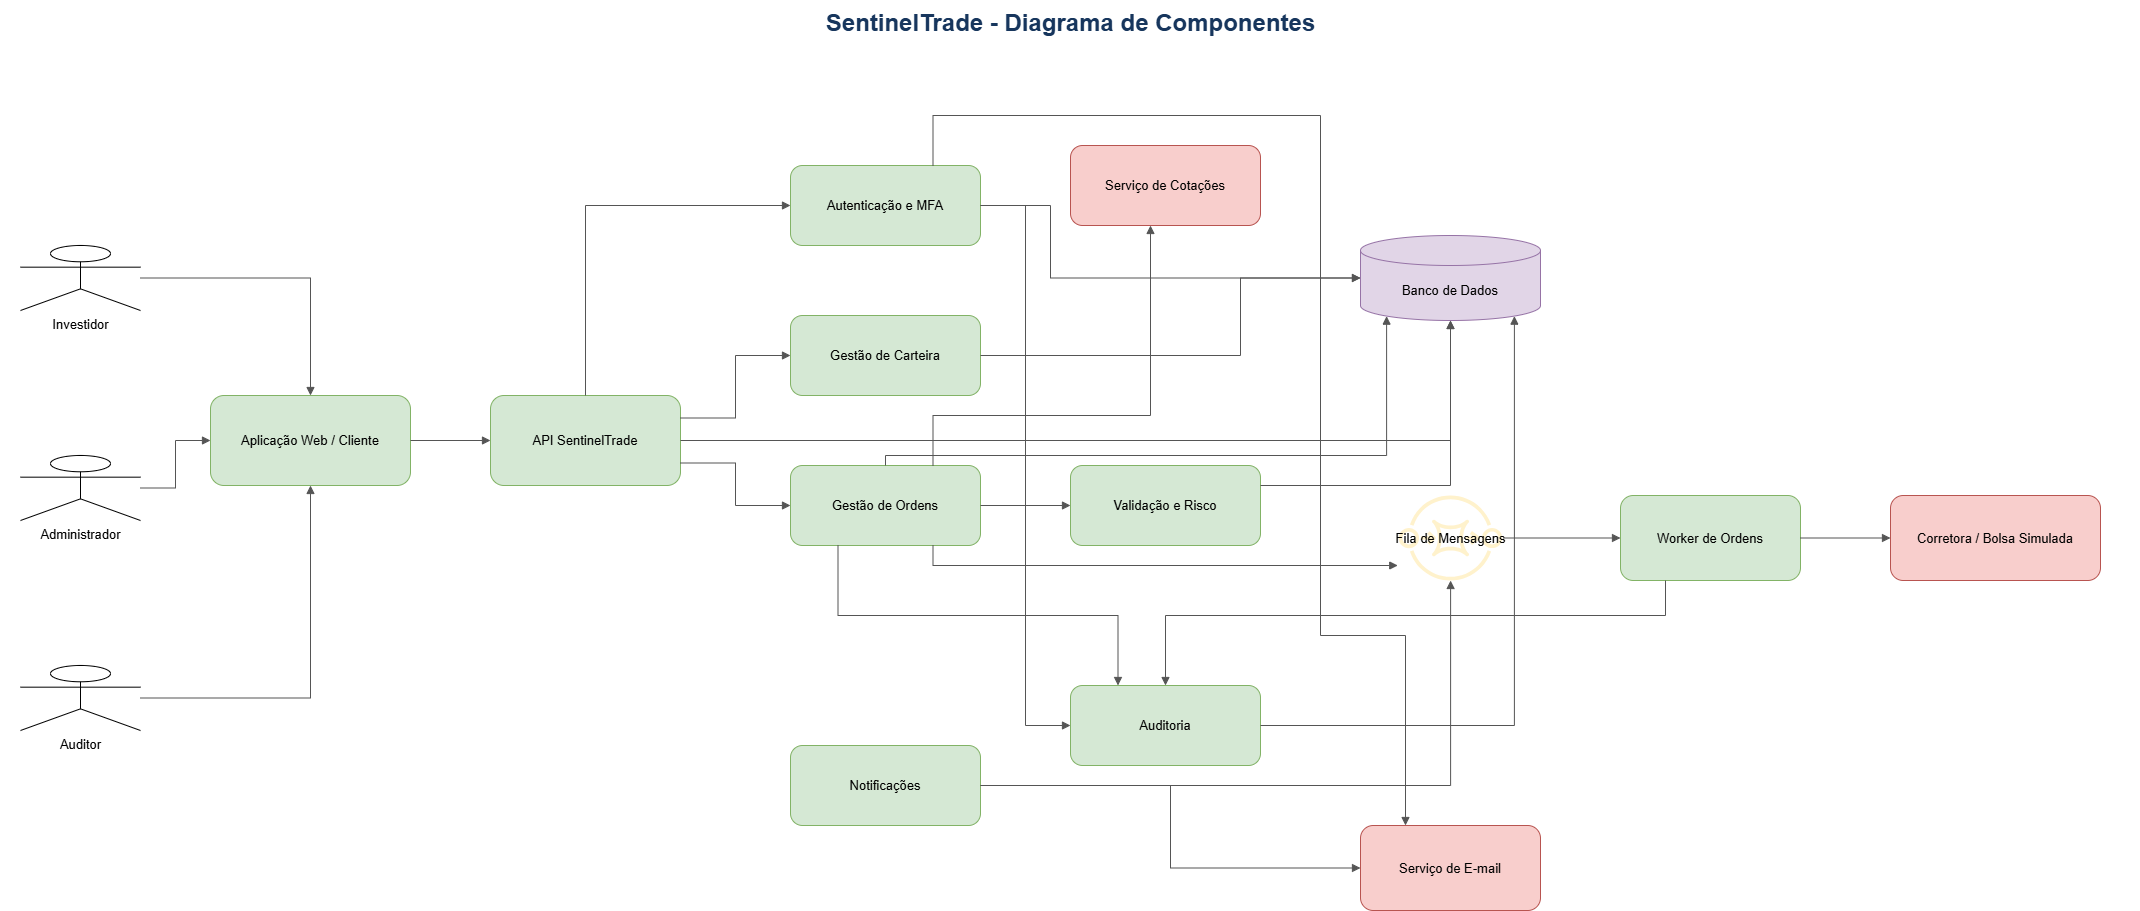 SentinelTrade - Diagrama de Componentes
Serviço de Cotações
Autenticação e MFA
Banco de Dados
Investidor
Gestão de Carteira
Aplicação Web / Cliente
API SentinelTrade
Gestão de Ordens
Validação e Risco
Administrador
Fila de Mensagens
Worker de Ordens
Corretora / Bolsa Simulada
Auditoria
Auditor
Notificações
Serviço de E-mail